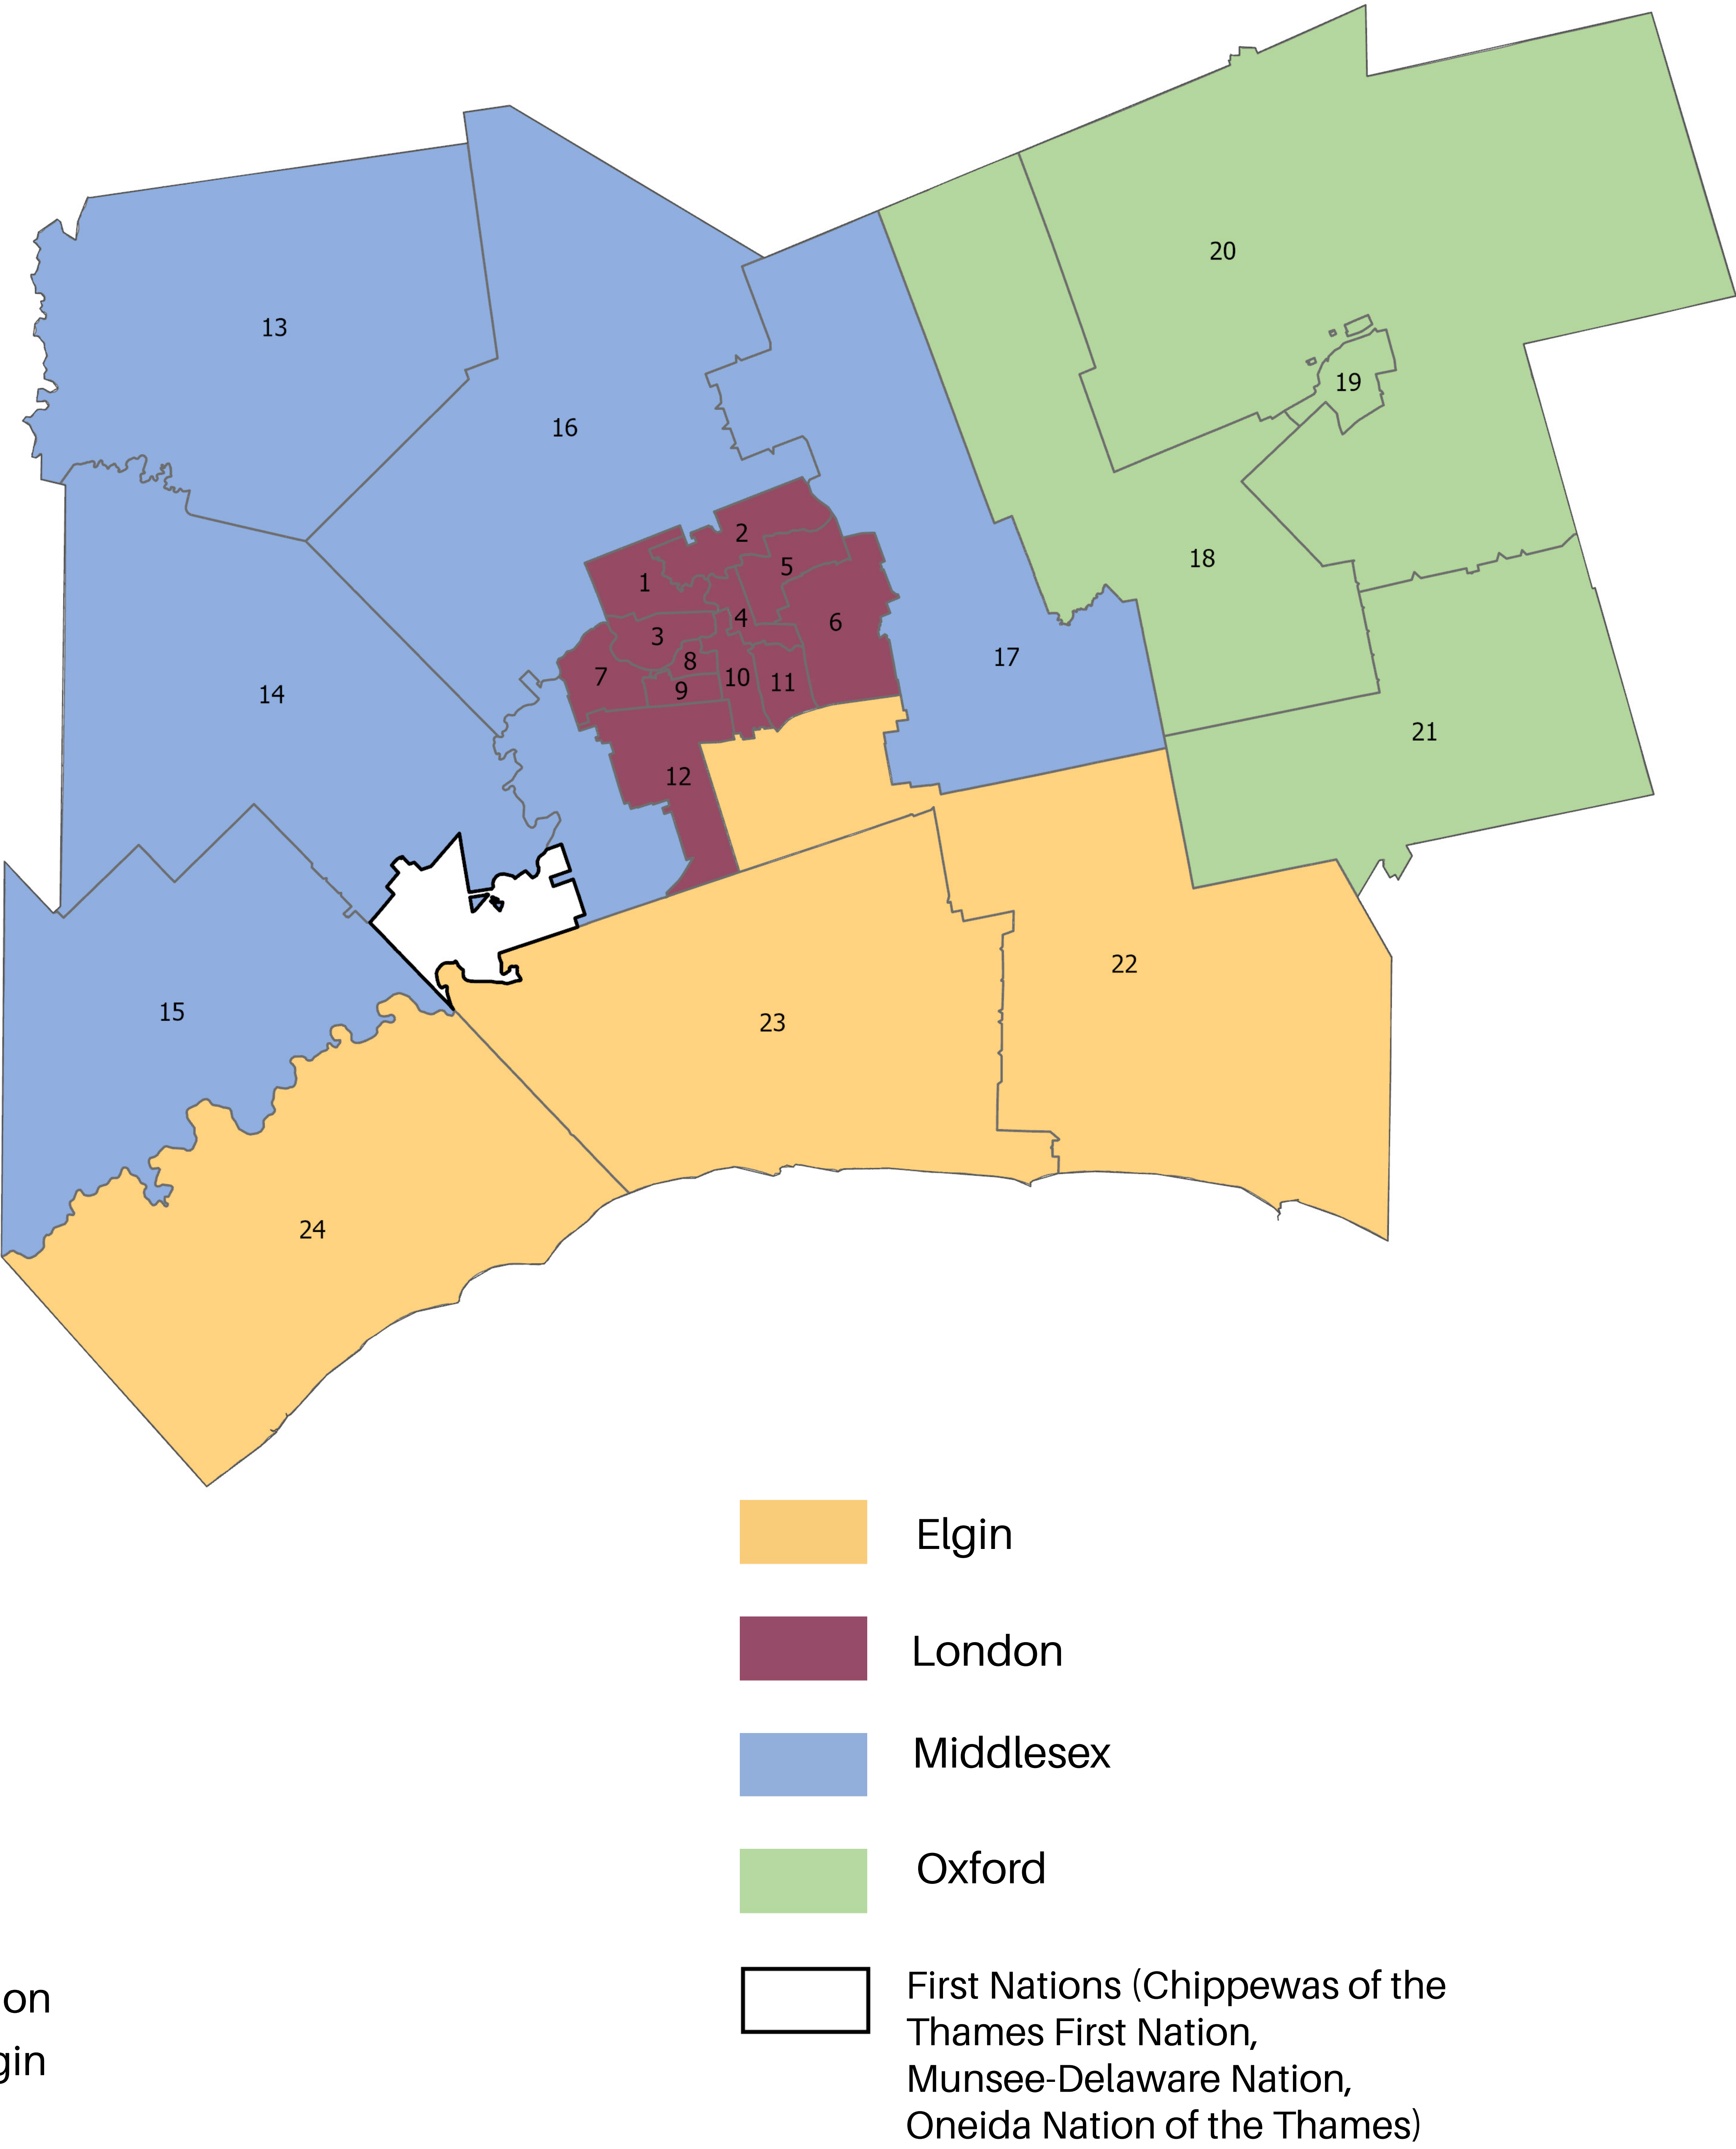 20
13
19
16
2
18
5
1
4
6
3
17
8
7
10
11
9
14
21
12
22
15
23
24
Elgin
London
Middlesex
Oxford
on
gin
First Nations (Chippewas of the
Thames First Nation,
Munsee-Delaware Nation,
Oneida Nation of the Thames)